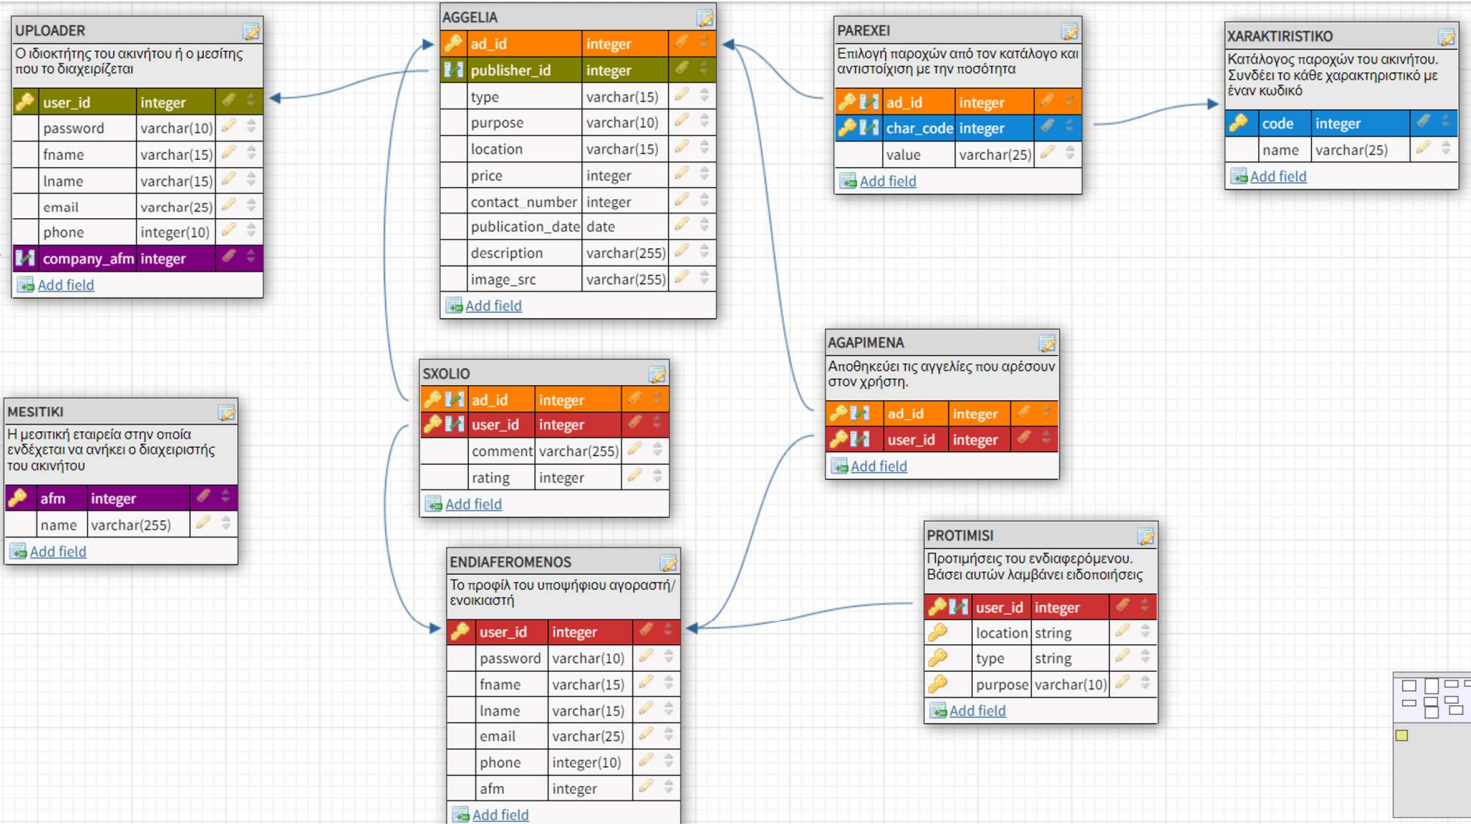 UPLOADER
Ο ιδιοκτήτης του ακινήτου ή ο μεσίτης
που το διαχειρίζεται
user_id integer
password varchar(10)
fname varchar(15)
lname varchar(15)
email varchar(25)
phone integer(10)
company_afm integer
Add field
AGGELIA
ad_id integer
publisher_id integer
type varchar(15)
purpose varchar(10)
location varchar(15)
price integer
contact_number integer
publication_date date
description varchar(255)
image_src varchar(255)
Add field
PAREXEI
Επιλογή παροχών από τον κατάλογο και
αντιστοίχιση με την ποσότητα
ad_id integer
char_code integer
value varchar(25)
Add field
XARAKTIRISTIKO
Κατάλογος παροχών του ακινήτου.
Συνδέει το κάθε χαρακτηριστικό με
έναν κωδικό
code integer
name varchar(25)
Add field
MESITIKI
Η μεσιτική εταιρεία στην οποία
ενδέχεται να ανήκει ο διαχειριστής
του ακινήτου
afm integer
name varchar(255)
Add field
SXOLIO
ad_id integer
user_id integer
comment varchar(255)
rating integer
Add field
AGAPIMENA
Αποθηκεύει τις αγγελίες που αρέσουν
στον χρήστη.
ad_id integer
user_id integer
Add field
ENDIAFEROMENOS
Το προφίλ του υποψήφιου αγοραστή/
ενοικιαστή
user_id integer
password varchar(10)
fname varchar(15)
lname varchar(15)
email varchar(25)
phone integer(10)
afm integer
Add field
PROTIMISI
Προτιμήσεις του ενδιαφερόμενου.
Βάσει αυτών λαμβάνει ειδοποιήσεις
user_id integer
location string
type string
purpose varchar(10)
Add field